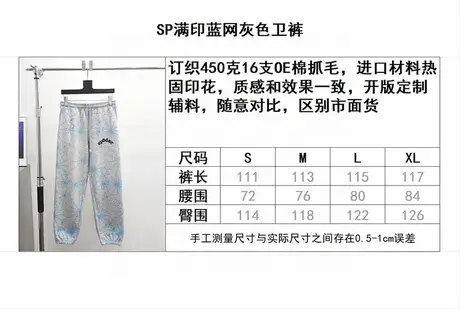 SP满印蓝网灰色卫裤
订织450克16支OE棉抓毛，进口材料热
固印花，质感和效果一致，开版定制
辅料，随意对比，区别市面货
尺码 S M L XL
裤长 111 113 115 117
腰围 72 76 80 84
臀围 114 118 122 126
手工测量尺寸与实际尺寸之间存在0.5-1cm误差